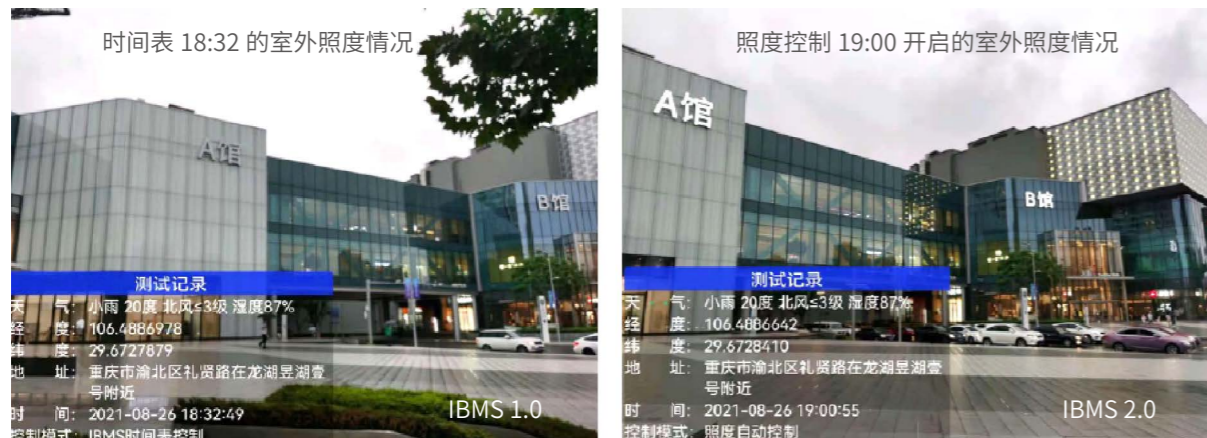 时间表 18:32 的室外照度情况
A馆
B馆
测试记录
天 气: 小雨 20度 北风≤3级 湿度87%
经 度: 106.4886978
纬 度: 29.6727879
地 址: 重庆市渝北区礼贤路在龙湖昱湖壹
号附近
时 间: 2021-08-26 18:32:49
控制模式: IBMS时间表控制
IBMS 1.0
照度控制 19:00 开启的室外照度情况
A馆
B馆
测试记录
天 气: 小雨 20度 北风≤3级 湿度87%
经 度: 106.4886642
纬 度: 29.6728410
地 址: 重庆市渝北区礼贤路在龙湖昱湖壹
号附近
时 间: 2021-08-26 19:00:55
控制模式: 照度自动控制
IBMS 2.0